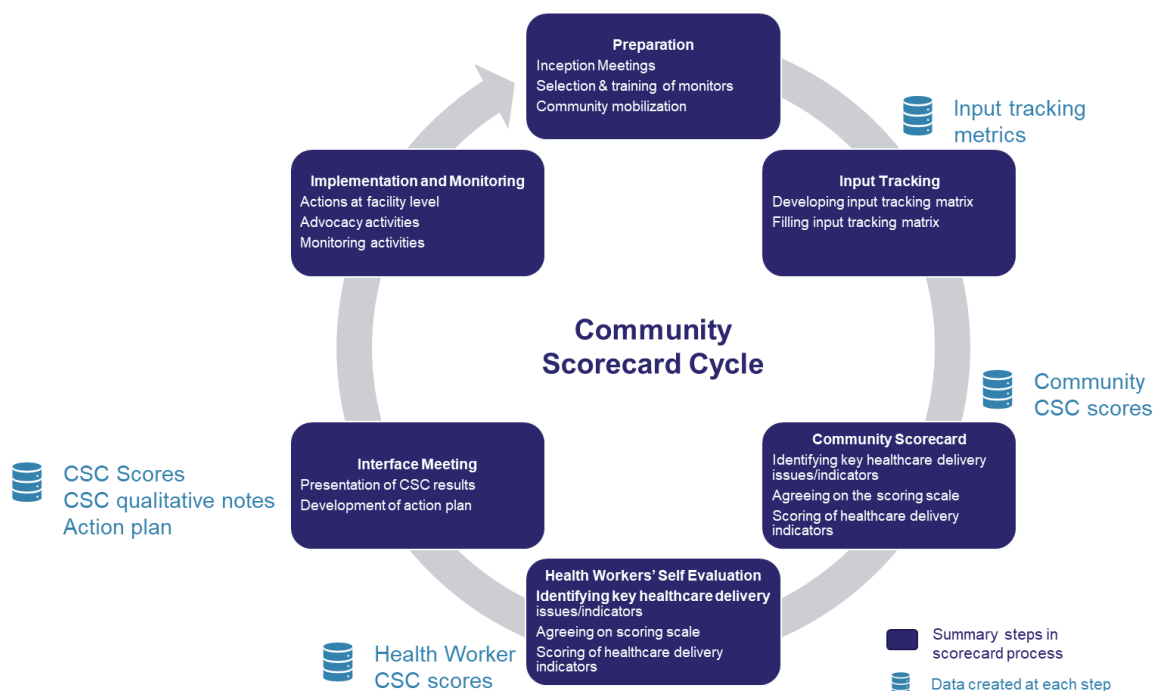 Preparation
Inception Meetings
Selection & training of monitors
Community mobilization
Input tracking
metrics
Input Tracking
Developing input tracking matrix
Filling input tracking matrix
Community
CSC scores
Community Scorecard
Identifying key healthcare delivery
issues/indicators
Agreeing on the scoring scale
Scoring of healthcare delivery
indicators
Health Workers’ Self Evaluation
Identifying key healthcare delivery
issues/indicators
Agreeing on scoring scale
Scoring of healthcare delivery
indicators
Health Worker
CSC scores
Interface Meeting
Presentation of CSC results
Development of action plan
CSC Scores
CSC qualitative notes
Action plan
Implementation and Monitoring
Actions at facility level
Advocacy activities
Monitoring activities
Community
Scorecard Cycle
Summary steps in
scorecard process
Data created at each step